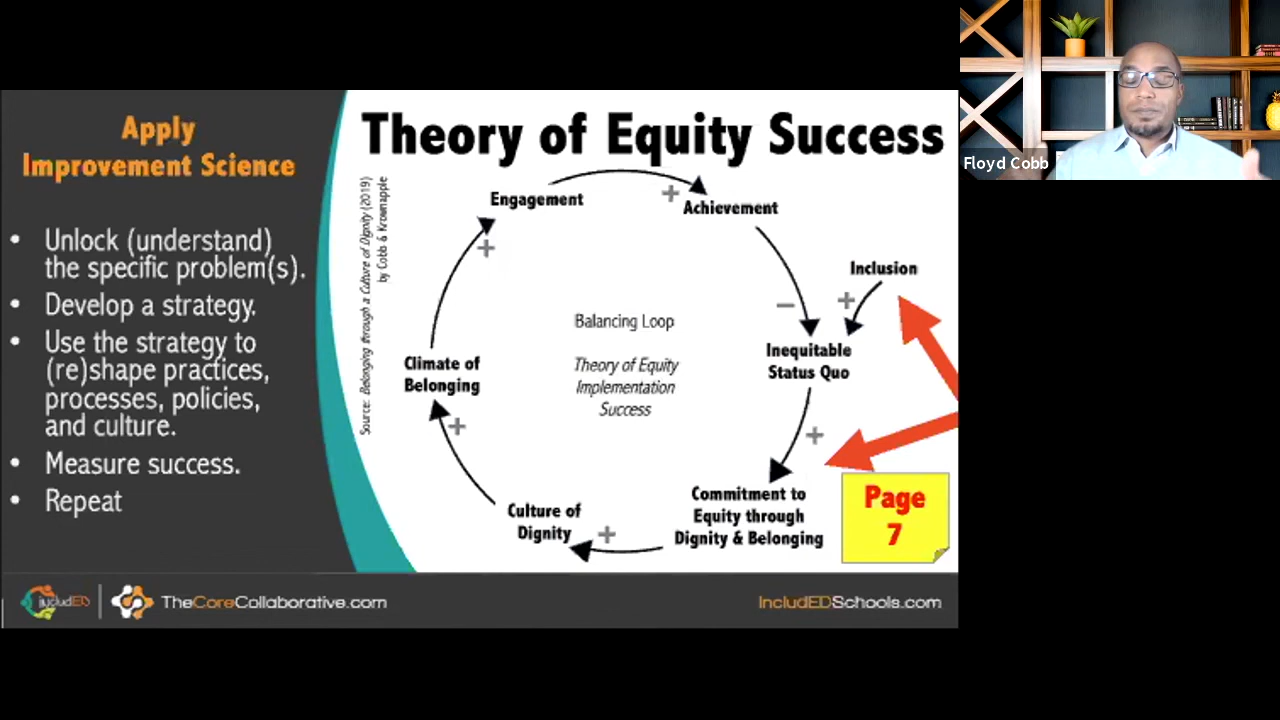 Apply
Improvement Science
• Unlock (understand)
the specific problem(s).
• Develop a strategy.
• Use the strategy to
(re)shape practices,
processes, policies,
and culture.
• Measure success.
• Repeat
Theory of Equity Success
Source: Belonging through a Culture of Dignity (2019)
by Cobb & Krownapple
Engagement
+
Achievement
Inclusion
+
–
+
Balancing Loop
Inequitable
Status Quo
Climate of
Belonging
Theory of Equity
Implementation
Success
+
+
Commitment to
Equity through
Dignity & Belonging
Culture of
Dignity
+
Page
7
IncludED
TheCoreCollaborative.com
IncludEDSchools.com
Floyd Cobb